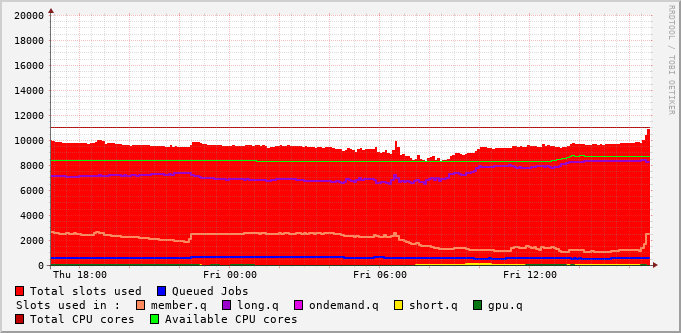 20000
18000
16000
14000
12000
10000
8000
6000
4000
2000
0
Thu 18:00 Fri 00:00 Fri 06:00 Fri 12:00
RRDTOOL / TOBI OETIKER
Total slots used Queued Jobs
Slots used in : member.q long.q ondemand.q short.q gpu.q
Total CPU cores Available CPU cores